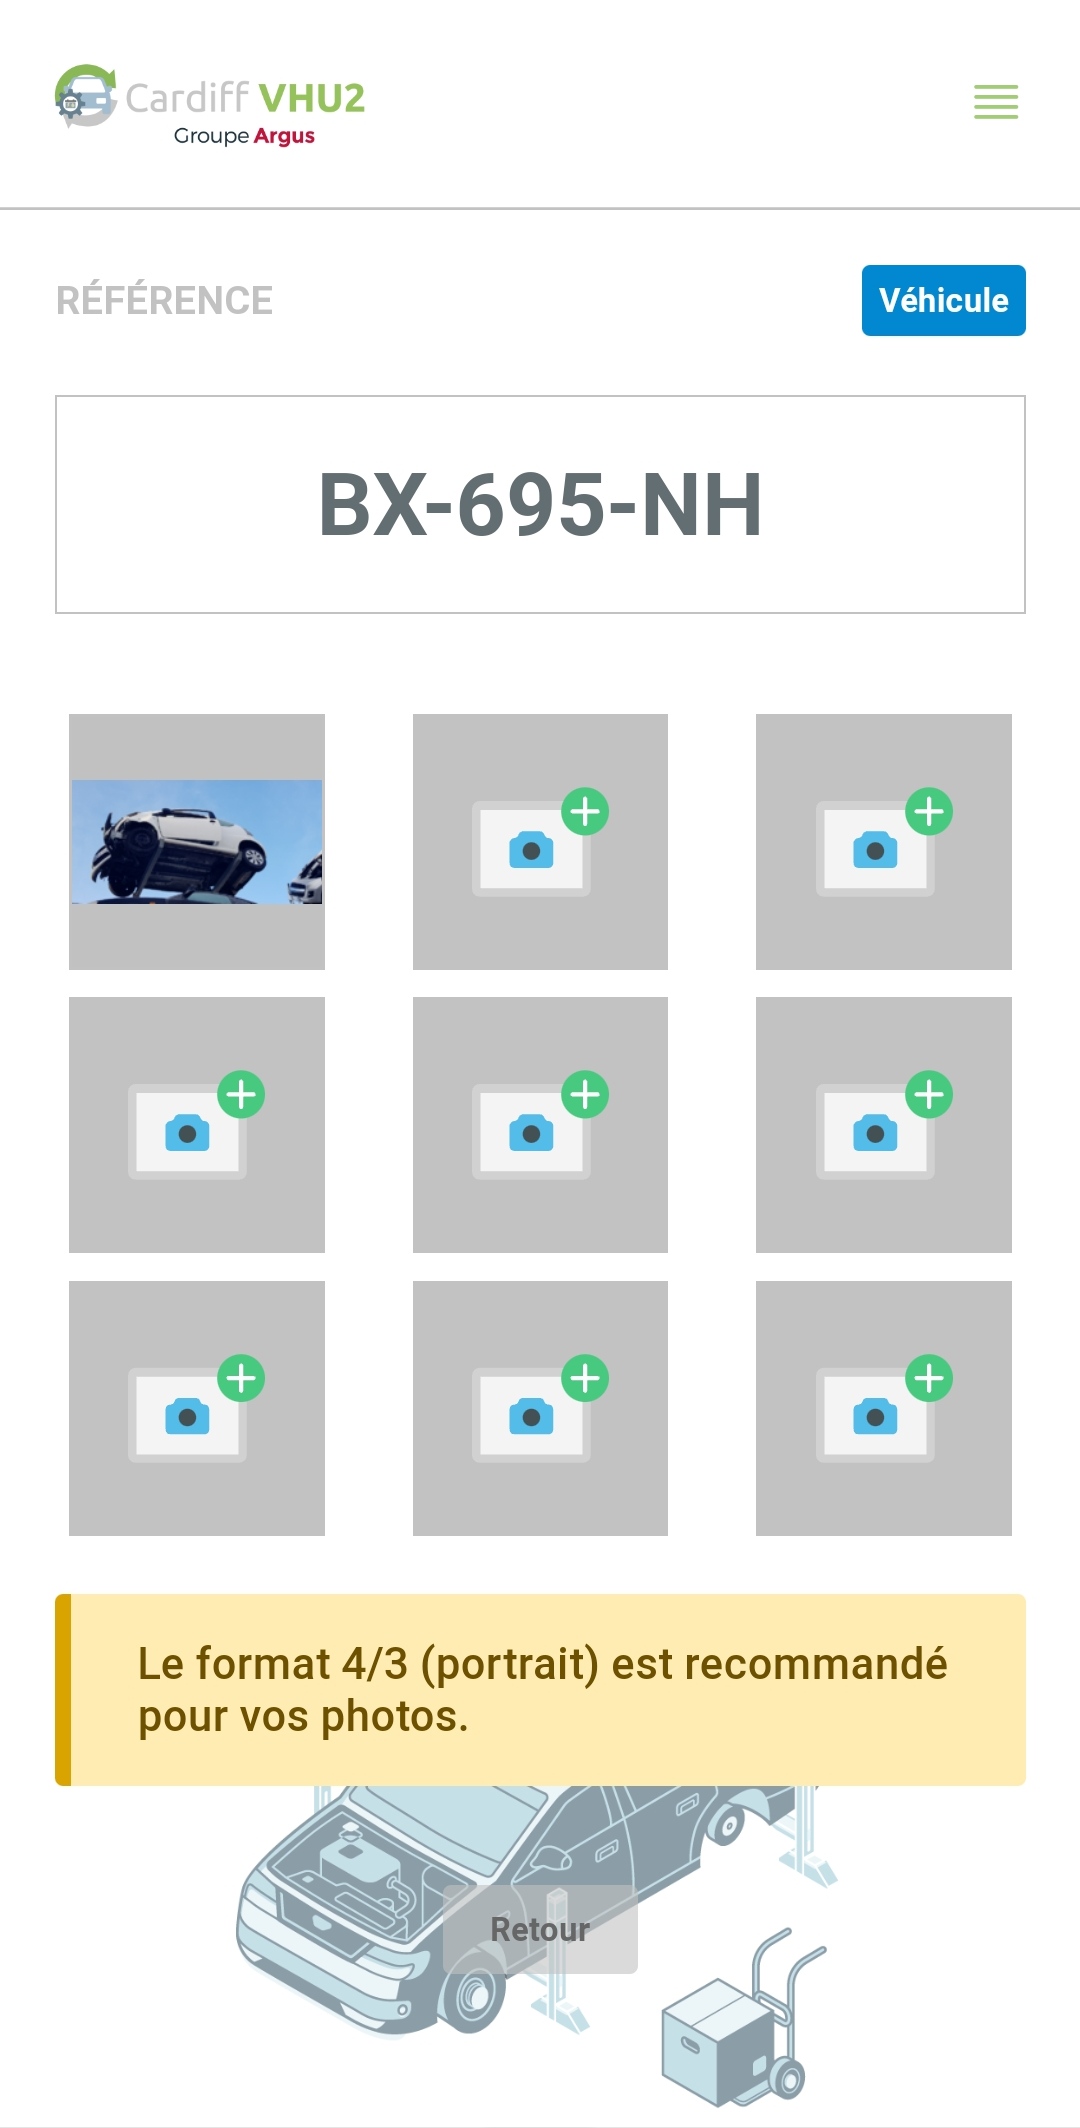 Cardiff VHU2
Groupe Argus
RÉFÉRENCE
Véhicule
BX-695-NH
Le format 4/3 (portrait) est recommandé
pour vos photos.
Retour